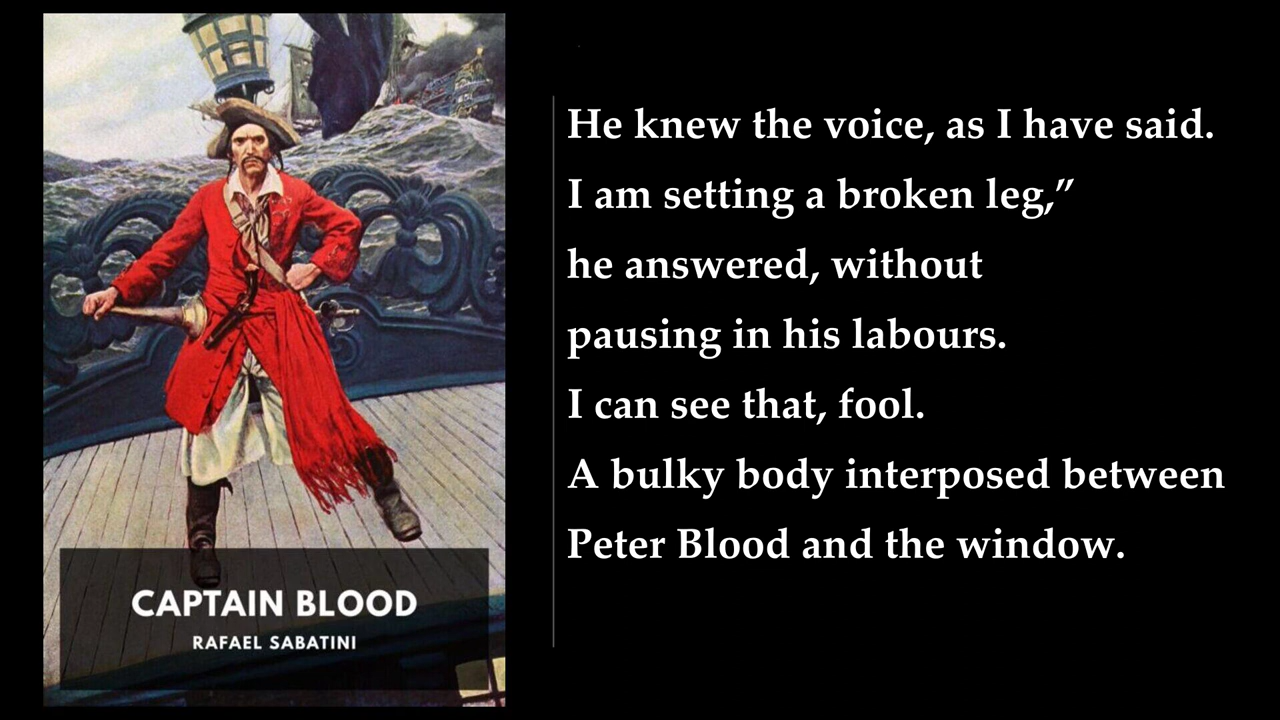 CAPTAIN BLOOD
RAFAEL SABATINI
He knew the voice, as I have said.
I am setting a broken leg,”
he answered, without
pausing in his labours.
I can see that, fool.
A bulky body interposed between
Peter Blood and the window.